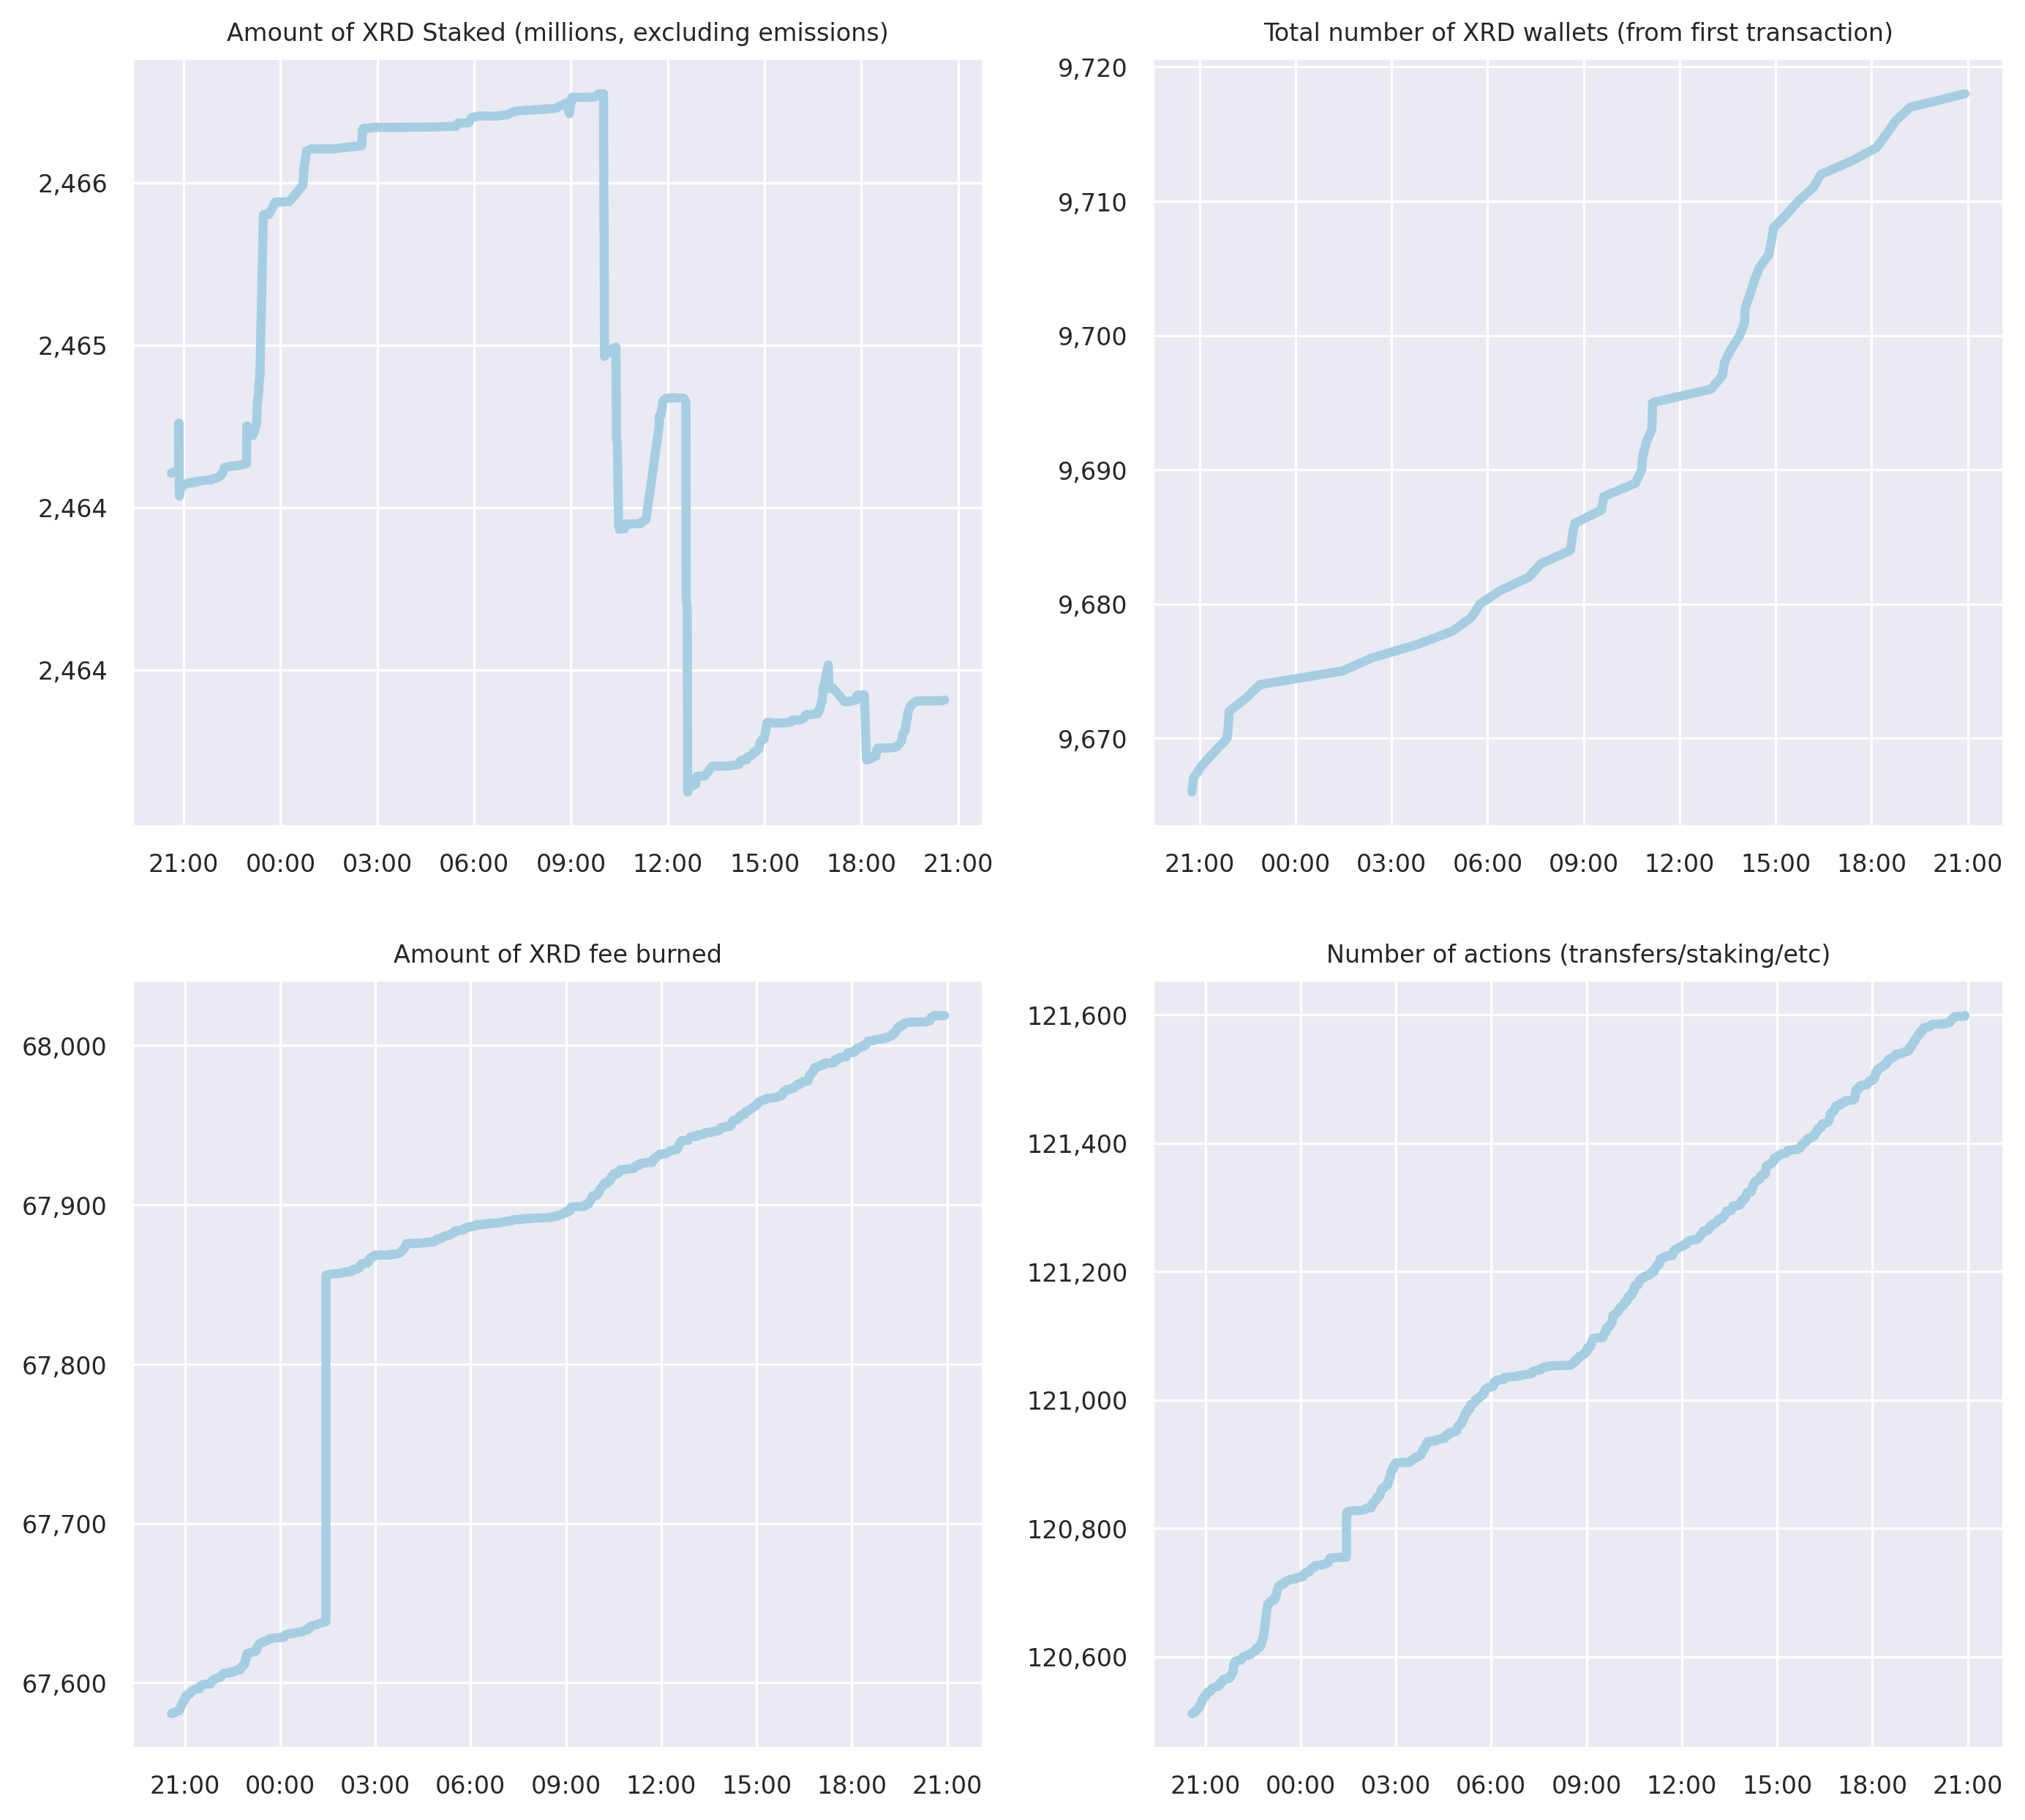 Amount of XRD Staked (millions, excluding emissions)
2,466
2,465
2,464
2,464
21:00 00:00 03:00 06:00 09:00 12:00 15:00 18:00 21:00
Total number of XRD wallets (from first transaction)
9,720
9,710
9,700
9,690
9,680
9,670
21:00 00:00 03:00 06:00 09:00 12:00 15:00 18:00 21:00
Amount of XRD fee burned
68,000
67,900
67,800
67,700
67,600
21:00 00:00 03:00 06:00 09:00 12:00 15:00 18:00 21:00
Number of actions (transfers/staking/etc)
121,600
121,400
121,200
121,000
120,800
120,600
21:00 00:00 03:00 06:00 09:00 12:00 15:00 18:00 21:00